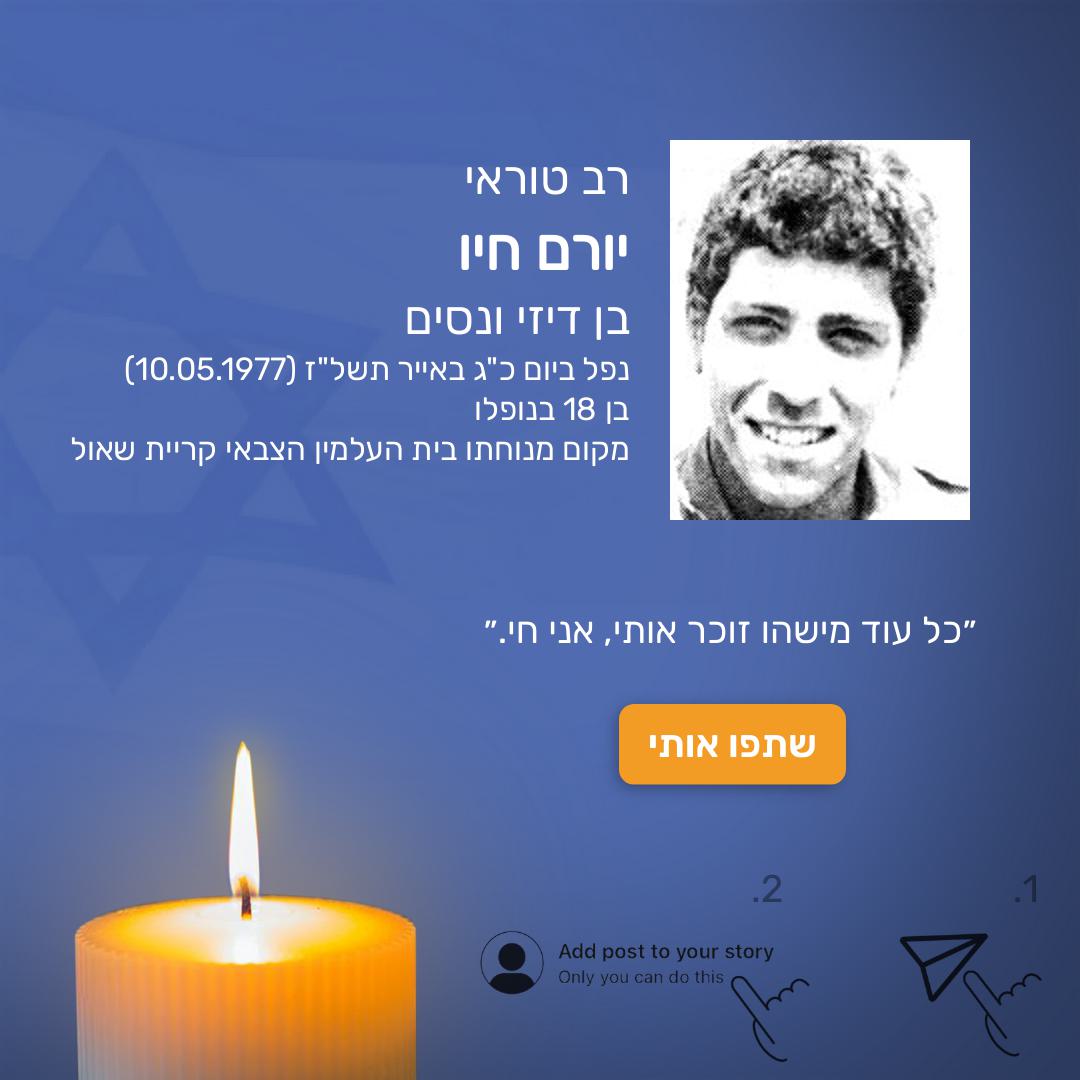 רב טוראי
יורם חיו
בן דיזי ונסים
נפל ביום כ"ג באייר תשל"ז (10.05.1977)
בן 18 בנופלו
מקום מנוחתו בית העלמין הצבאי קריית שאול
״כל עוד מישהו זוכר אותי, אני חי.״
שתפו אותי
1.
2.
Add post to your story
Only you can do this